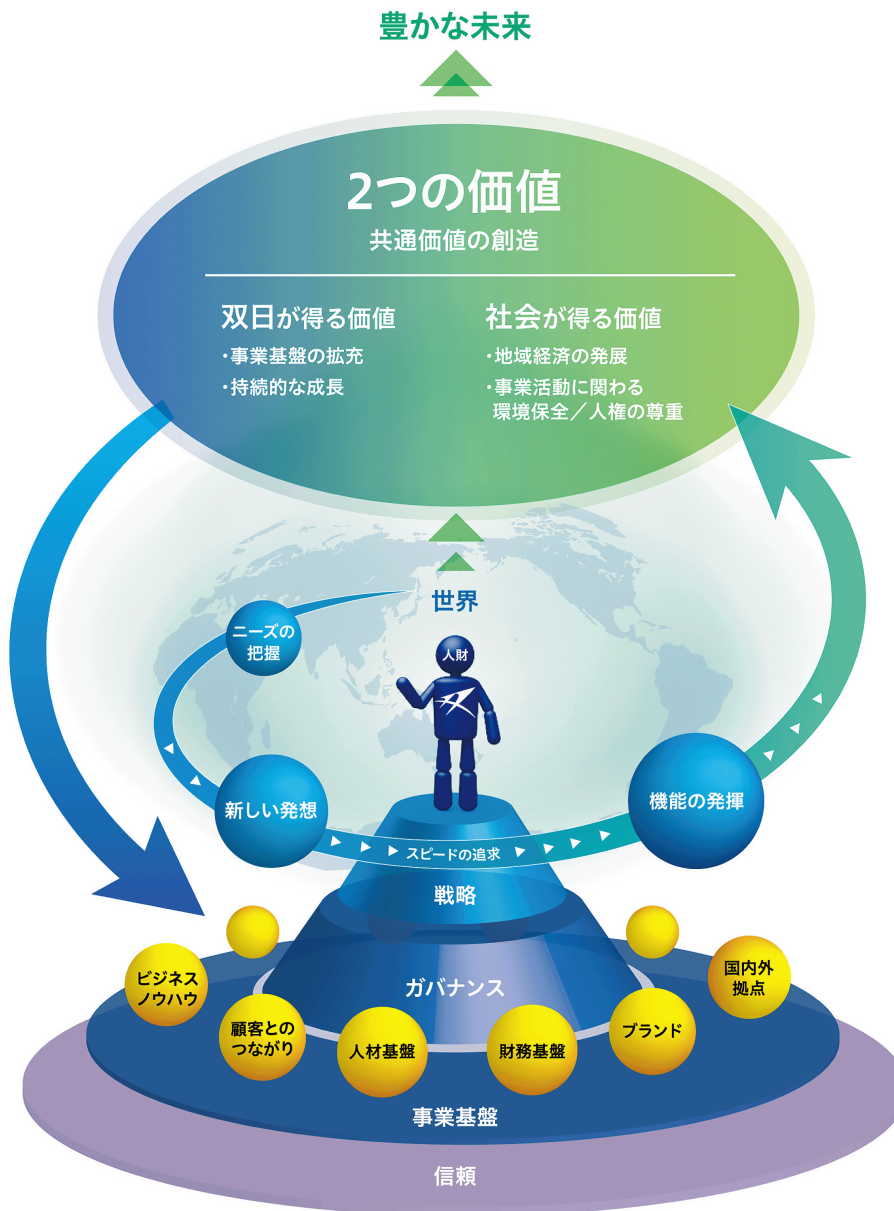 豊かな未来
2つの価値
共通価値の創造
双日が得る価値
・事業基盤の拡充
・持続的な成長
社会が得る価値
・地域経済の発展
・事業活動に関わる
環境保全／人権の尊重
世界
ニーズの
把握
人財
新しい発想
機能の発揮
スピードの追求
戦略
ガバナンス
ビジネス
ノウハウ
顧客との
つながり
人材基盤
財務基盤
ブランド
国内外
拠点
事業基盤
信頼